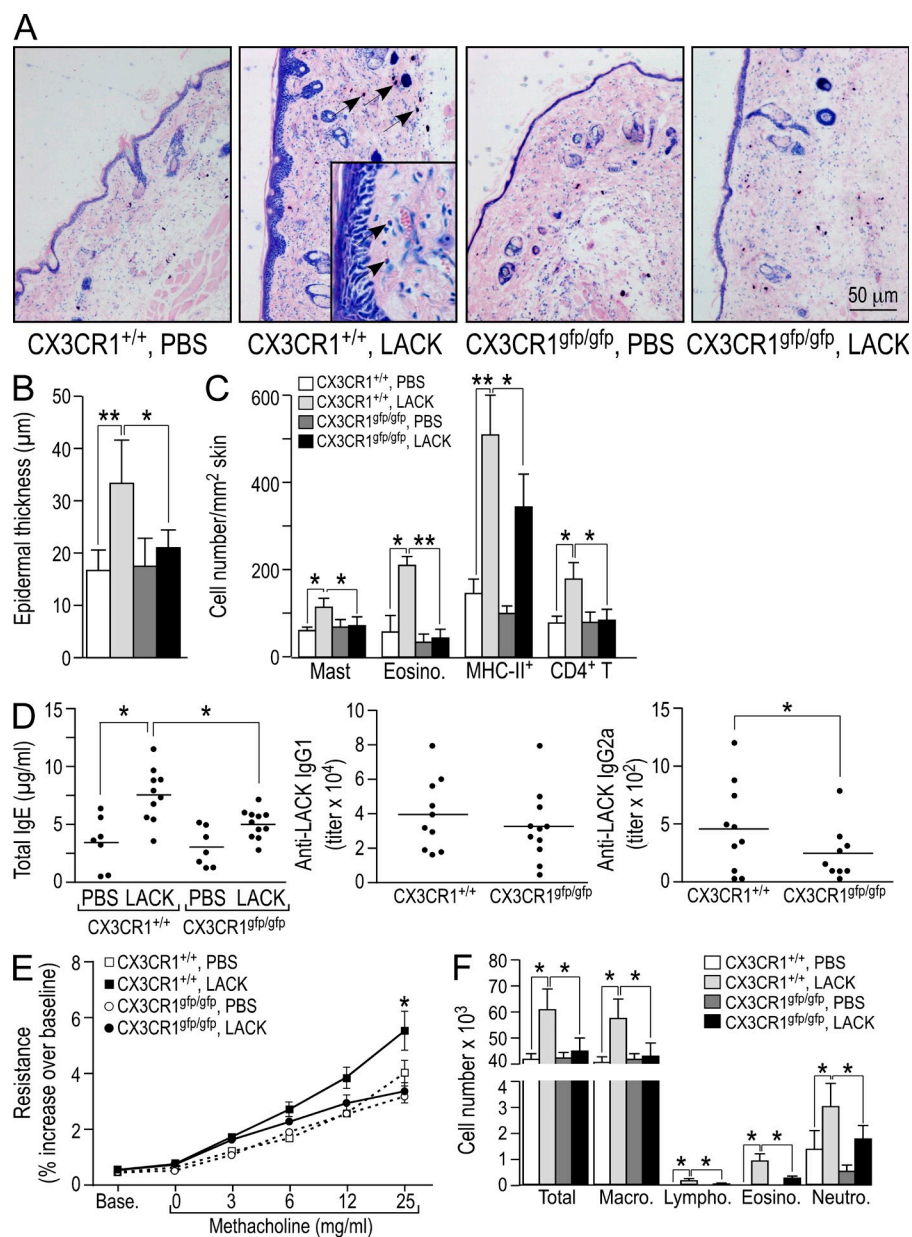 A
50 µm
CX3CR1+/+, PBS
CX3CR1+/+, LACK
CX3CR1gfp/gfp, PBS
CX3CR1gfp/gfp, LACK
B
Epidermal thickness (µm)
50
40
30
20
10
0
** *
C
Cell number/mm2 skin
600
400
200
0
CX3CR1+/+, PBS
CX3CR1+/+, LACK
CX3CR1gfp/gfp, PBS
CX3CR1gfp/gfp, LACK
* *
* **
** *
* *
Mast Eosino. MHC-II+ CD4+ T
D
Total IgE (µg/ml)
15
10
5
0
* *
PBS LACK PBS LACK
CX3CR1+/+ CX3CR1gfp/gfp
Anti-LACK IgG1
(titer x 104)
10
8
6
4
2
0
CX3CR1+/+ CX3CR1gfp/gfp
Anti-LACK IgG2a
(titer x 102)
15
10
5
0
*
CX3CR1+/+ CX3CR1gfp/gfp
E
Resistance
(% increase over baseline)
8
6
4
2
0
CX3CR1+/+, PBS
CX3CR1+/+, LACK
CX3CR1gfp/gfp, PBS
CX3CR1gfp/gfp, LACK
*
Base. 0 3 6 12 25
Methacholine (mg/ml)
F
Cell number x 103
80
70
60
50
40
4
3
2
1
0
CX3CR1+/+, PBS
CX3CR1+/+, LACK
CX3CR1gfp/gfp, PBS
CX3CR1gfp/gfp, LACK
* *
* *
* *
* *
* *
Total Macro. Lympho. Eosino. Neutro.